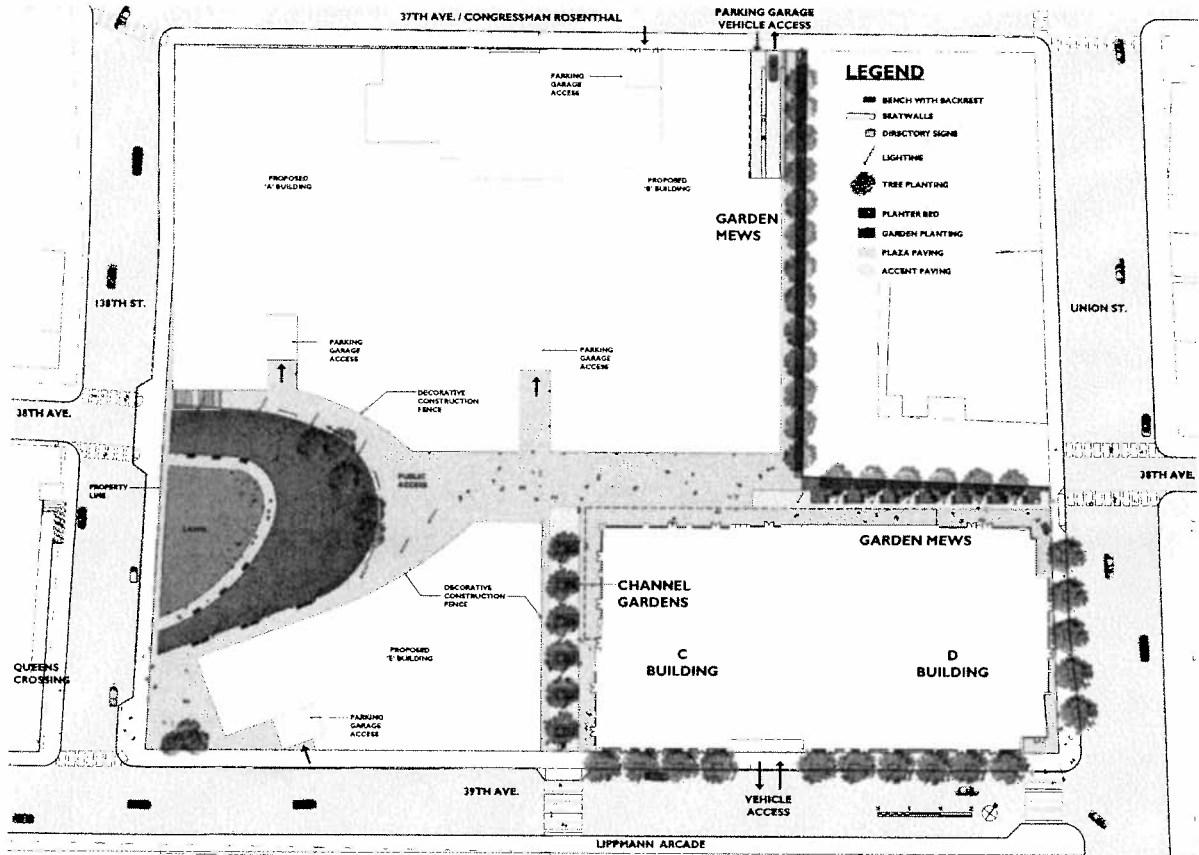 37TH AVE. / CONGRESSMAN ROSENTHAL
PARKING GARAGE
VEHICLE ACCESS
PARKING
GARAGE
ACCESS
LEGEND
BENCH WITH BACKREST
SEATWALLS
DIRECTORY SIGNS
LIGHTING
TREE PLANTING
PLANTER BED
GARDEN PLANTING
PLAZA PAVING
ACCENT PAVING
PROPOSED
'A' BUILDING
PROPOSED
'B' BUILDING
GARDEN
MEWS
138TH ST.
UNION ST.
PARKING
GARAGE
ACCESS
PARKING
GARAGE
ACCESS
DECORATIVE
CONSTRUCTION
FENCE
38TH AVE.
38TH AVE.
PROPERTY
LINE
PUBLIC
ACCESS
LAWN
GARDEN MEWS
DECORATIVE
CONSTRUCTION
FENCE
CHANNEL
GARDENS
PROPOSED
'E' BUILDING
C
BUILDING
D
BUILDING
QUEENS
CROSSING
PARKING
GARAGE
ACCESS
39TH AVE.
VEHICLE
ACCESS
LIPPMANN ARCADE